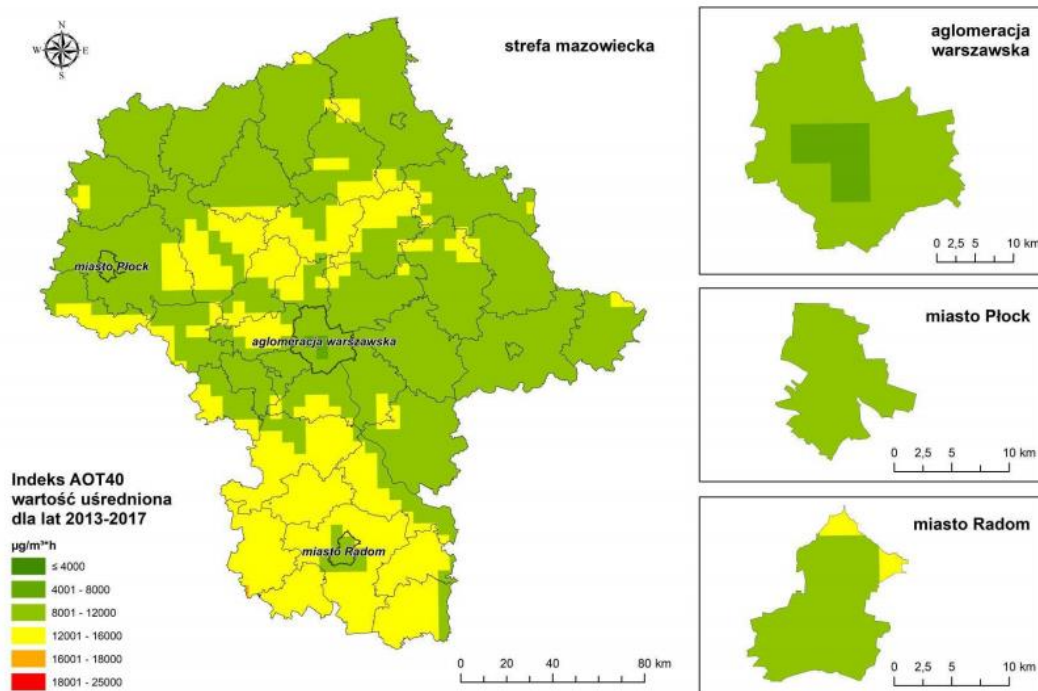 N
W E
S
strefa mazowiecka
miasto Płock
aglomeracja warszawska
miasto Radom
Indeks AOT40
wartość uśredniona
dla lat 2013-2017
µg/m³*h
≤ 4000
4001 - 8000
8001 - 12000
12001 - 16000
16001 - 18000
18001 - 25000
0 20 40 80 km
aglomeracja
warszawska
0 2,5 5 10 km
miasto Płock
0 2,5 5 10 km
miasto Radom
0 2,5 5 10 km